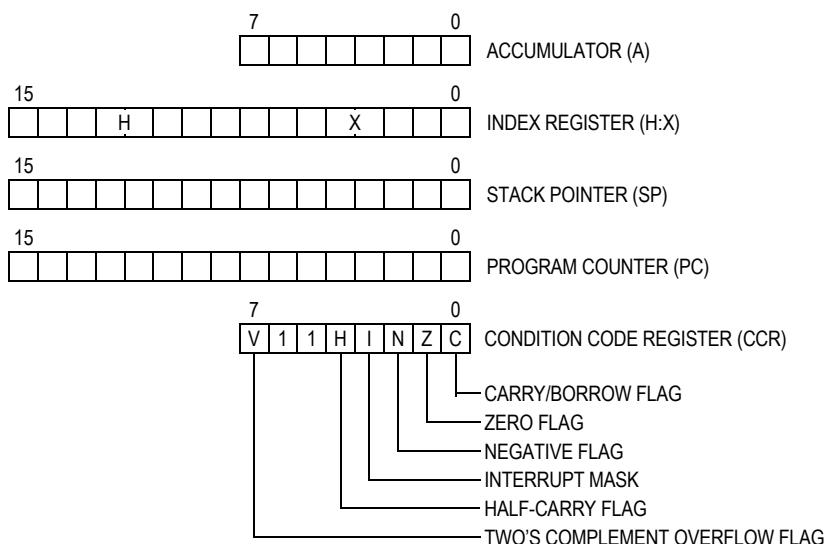 7 0
ACCUMULATOR (A)
15 0
H X INDEX REGISTER (H:X)
15 0
STACK POINTER (SP)
15 0
PROGRAM COUNTER (PC)
7 0
V 1 1 H I N Z C CONDITION CODE REGISTER (CCR)
CARRY/BORROW FLAG
ZERO FLAG
NEGATIVE FLAG
INTERRUPT MASK
HALF-CARRY FLAG
TWO'S COMPLEMENT OVERFLOW FLAG